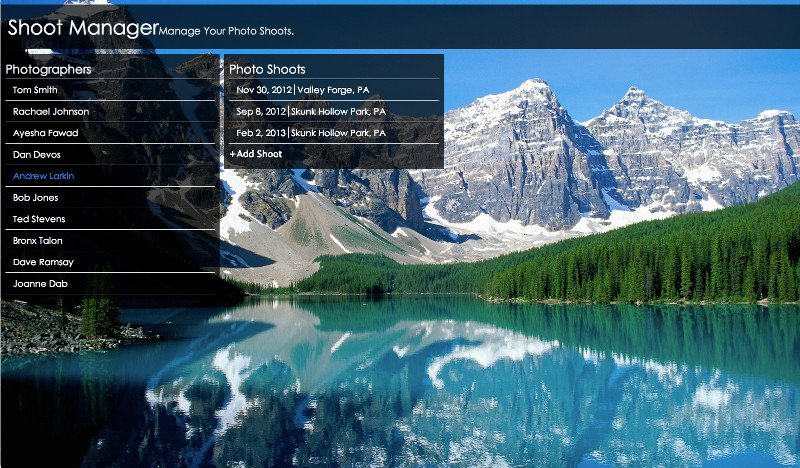 Shoot Manager Manage Your Photo Shoots.
Photographers
Tom Smith
Rachael Johnson
Ayesha Fawad
Dan Devos
Andrew Larkin
Bob Jones
Ted Stevens
Bronx Talon
Dave Ramsay
Joanne Dab
Photo Shoots
Nov 30, 2012|Valley Forge, PA
Sep 8, 2012|Skunk Hollow Park, PA
Feb 2, 2013|Skunk Hollow Park, PA
+Add Shoot